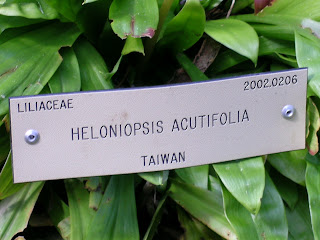 LILIACEAE 2002.0206
HELONIOPSIS ACUTIFOLIA
TAIWAN